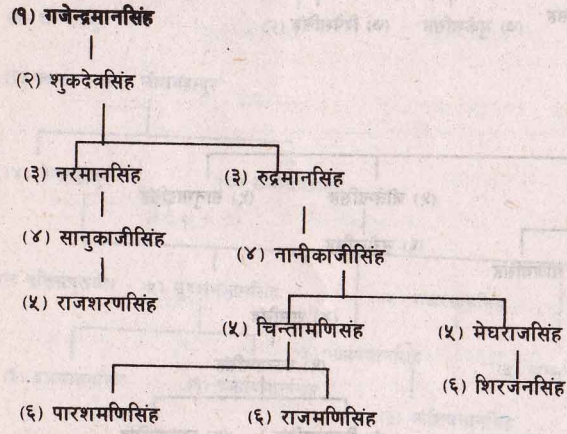 (१) गजेन्द्रमानसिंह
(२) शुकदेवसिंह
(३) नरमानसिंह (३) रुद्रमानसिंह
(४) सानुकाजीसिंह
(४) नानीकाजीसिंह
(५) राजशरणसिंह
(५) चिन्तामणिसिंह (५) मेघराजसिंह
(६) शिरजनसिंह
(६) पारशमणिसिंह (६) राजमणिसिंह